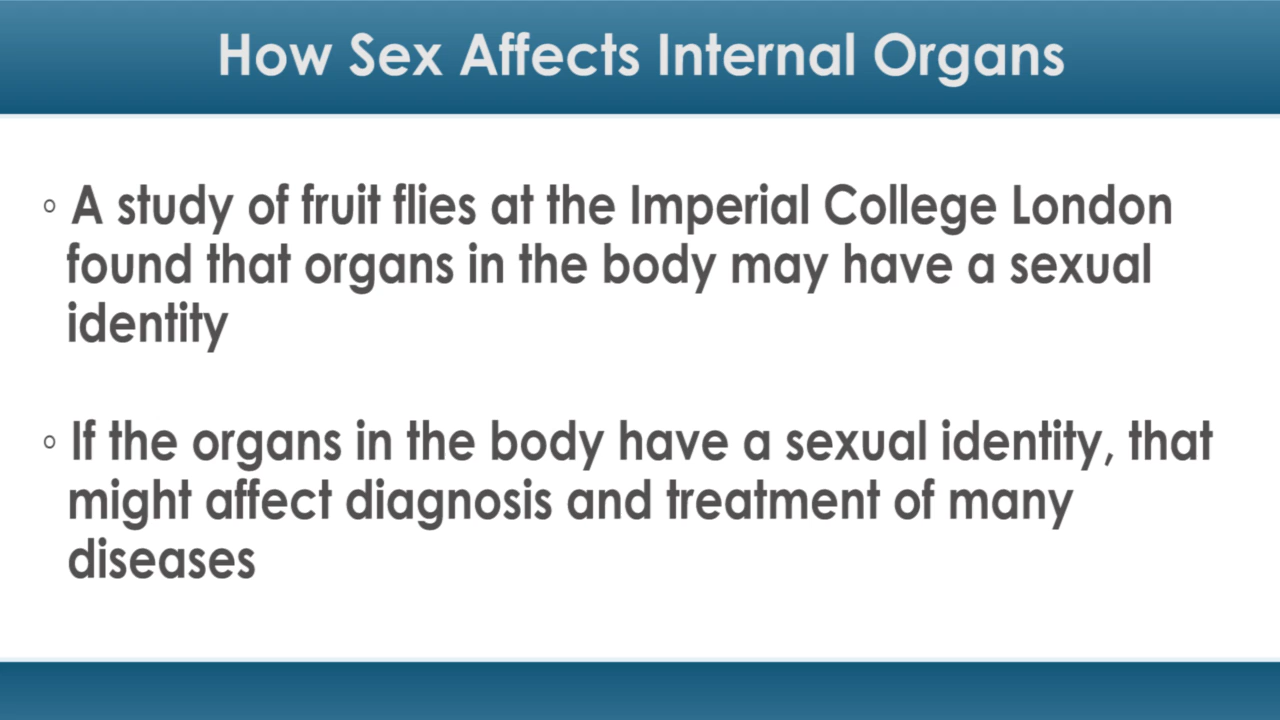 How Sex Affects Internal Organs
◦ A study of fruit flies at the Imperial College London
found that organs in the body may have a sexual
identity
◦ If the organs in the body have a sexual identity, that
might affect diagnosis and treatment of many
diseases